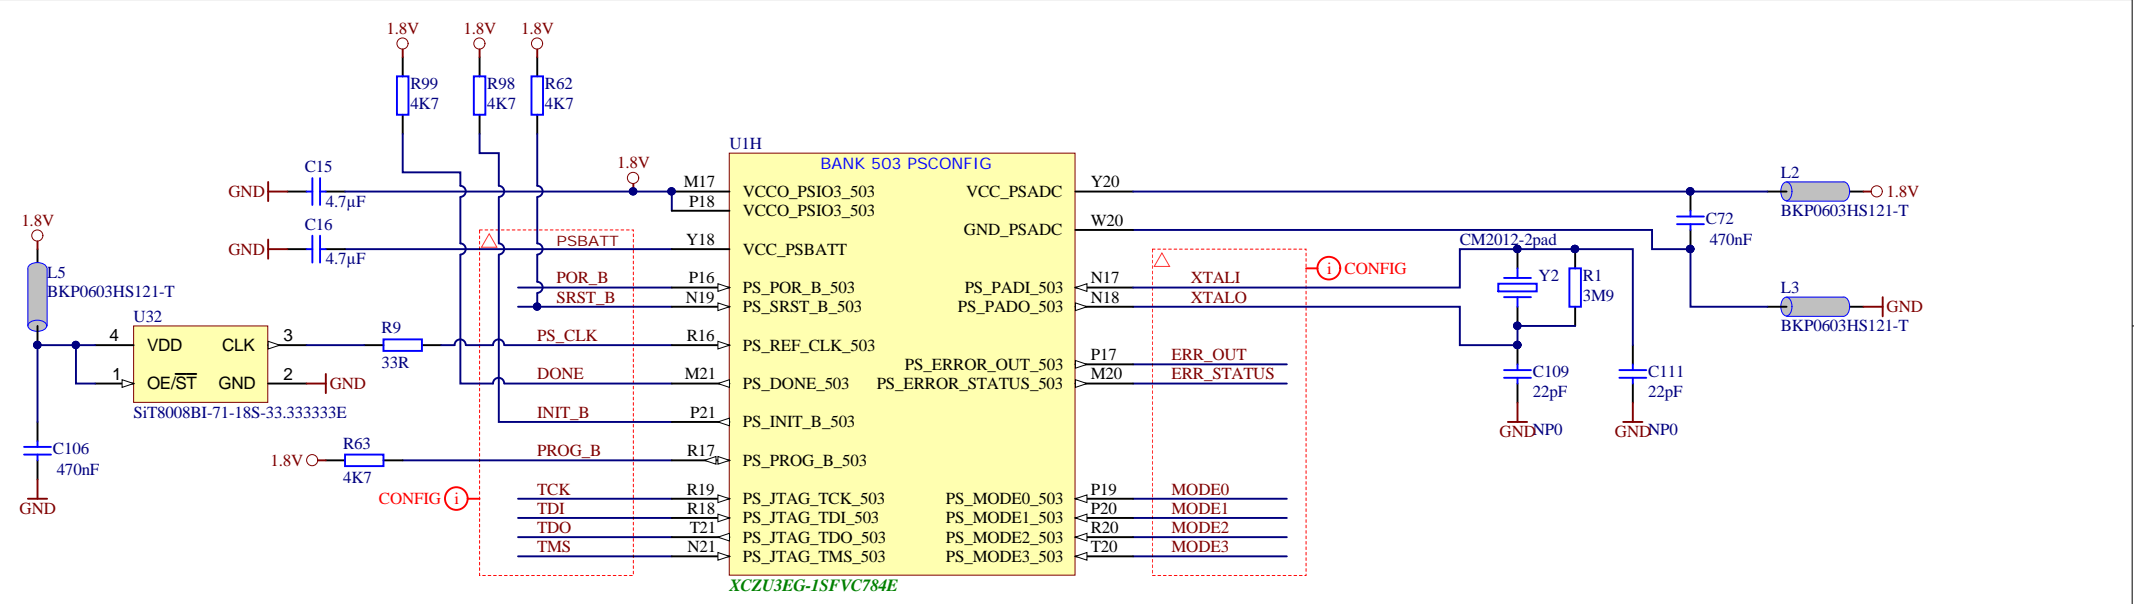 1.8V
1.8V
1.8V
R99
4K7
R98
4K7
R62
4K7
U1H
BANK 503 PSCONFIG
C15
GND
4.7µF
1.8V
M17
VCCO_PSIO3_503
P18
VCCO_PSIO3_503
C16
GND
4.7µF
PSBATT
Y18
VCC_PSBATT
POR_B
P16
PS_POR_B_503
SRST_B
N19
PS_SRST_B_503
1.8V
L5
BKP0603HS121-T
U32
4
VDD
CLK
3
1
OE/ST
GND
2
GND
SiT8008BI-71-18S-33.333333E
R9
33R
PS_CLK
R16
PS_REF_CLK_503
DONE
M21
PS_DONE_503
INIT_B
P21
PS_INIT_B_503
C106
470nF
GND
1.8V
R63
4K7
PROG_B
R17
PS_PROG_B_503
CONFIG
i
TCK
R19
PS_JTAG_TCK_503
TDI
R18
PS_JTAG_TDI_503
TDO
T21
PS_JTAG_TDO_503
TMS
N21
PS_JTAG_TMS_503
XCZU3EG-1SFVC784E
VCC_PSADC
Y20
GND_PSADC
W20
PS_PADI_503
N17
XTALI
PS_PADO_503
N18
XTALO
PS_ERROR_OUT_503
P17
ERR_OUT
PS_ERROR_STATUS_503
M20
ERR_STATUS
PS_MODE0_503
P19
MODE0
PS_MODE1_503
P20
MODE1
PS_MODE2_503
R20
MODE2
PS_MODE3_503
T20
MODE3
i
CONFIG
CM2012-2pad
Y2
R1
3M9
C109
22pF
GND
NP0
C111
22pF
GND
NP0
C72
470nF
L2
1.8V
BKP0603HS121-T
L3
GND
BKP0603HS121-T